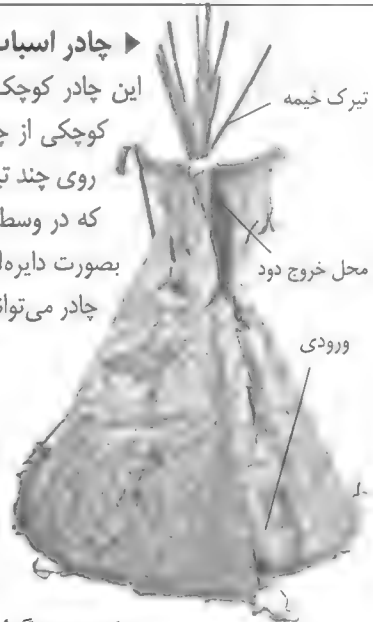 چادر اسباب
این چادر کوچک
کوچکی از چ
روی چند تی
که در وسط
بصورت دایره‌ا
چادر می‌توان
تیرک خیمه
محل خروج دود
ورودی